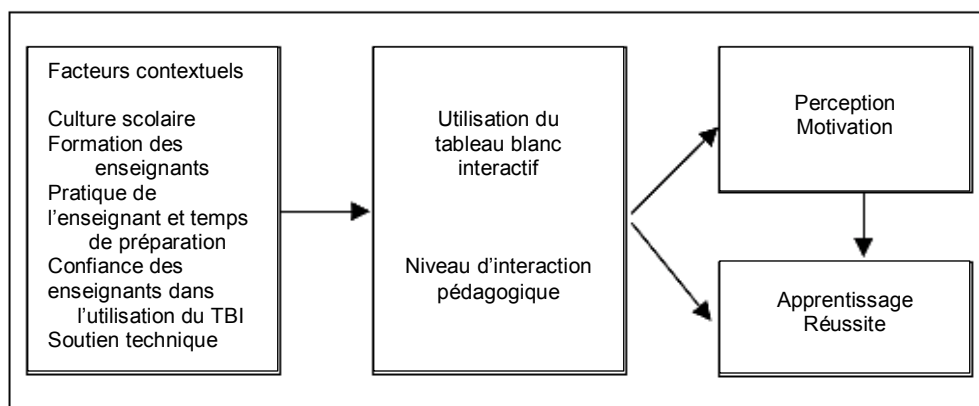 Facteurs contextuels
Culture scolaire
Formation des
enseignants
Pratique de
l'enseignant et temps
de préparation
Confiance des
enseignants dans
l'utilisation du TBI
Soutien technique
Utilisation du
tableau blanc
interactif
Niveau d'interaction
pédagogique
Perception
Motivation
Apprentissage
Réussite